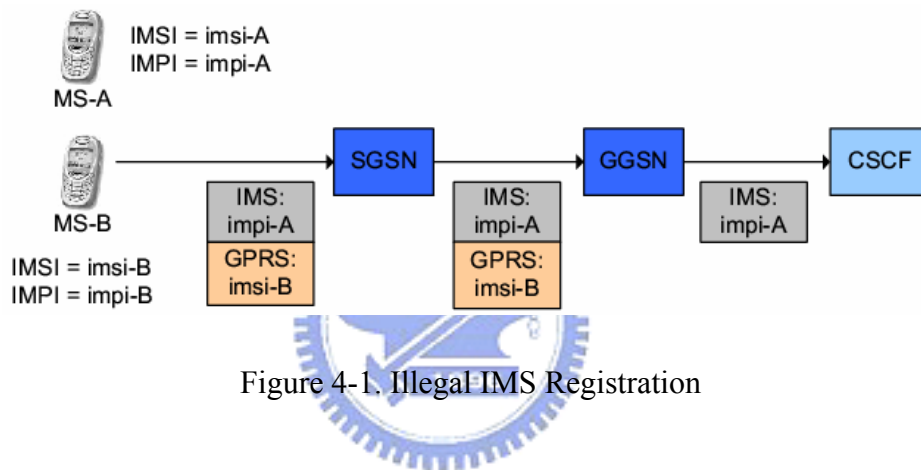 IMSI = imsi-A
IMPI = impi-A
MS-A
MS-B
IMSI = imsi-B
IMPI = impi-B
SGSN
GGSN
CSCF
IMS:
impi-A
GPRS:
imsi-B
IMS:
impi-A
GPRS:
imsi-B
IMS:
impi-A
Figure 4-1. Illegal IMS Registration